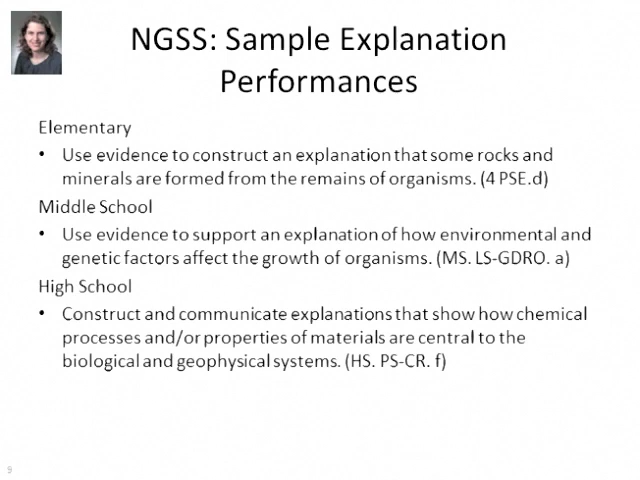 NGSS: Sample Explanation
Performances
Elementary
• Use evidence to construct an explanation that some rocks and
minerals are formed from the remains of organisms. (4 PSE.d)
Middle School
• Use evidence to support an explanation of how environmental and
genetic factors affect the growth of organisms. (MS. LS-GDRO. a)
High School
• Construct and communicate explanations that show how chemical
processes and/or properties of materials are central to the
biological and geophysical systems. (HS. PS-CR. f)
9